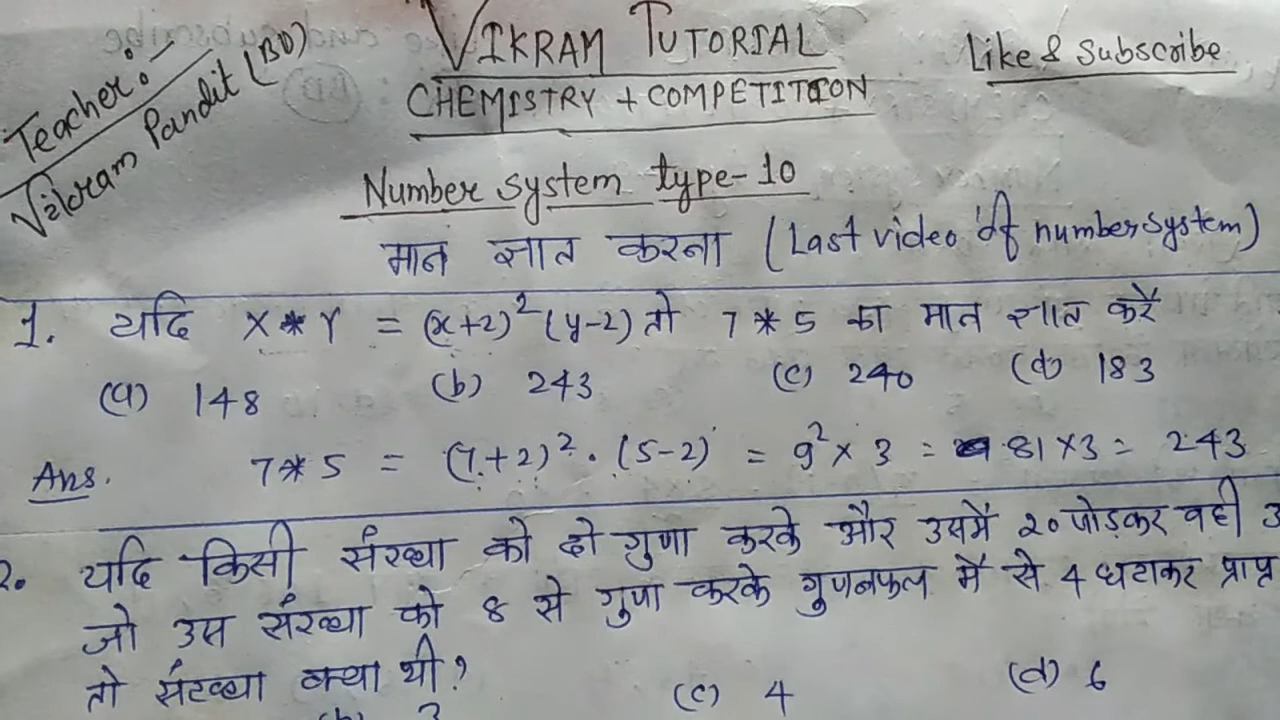 VIKRAM TUTORIAL
Like & Subscribe
Teacher:
Vikram Pandit (BD)
CHEMISTRY + COMPETITION
Number system type-10
मान ज्ञात करना (Last video of number system)
1. यदि X * Y = (x+2)² (y-2) तो 7 * 5 का मान ज्ञात करें
(a) 148 (b) 243 (c) 240 (d) 183
Ans. 7 * 5 = (7+2)² . (5-2) = 9² × 3 = 81 × 3 = 243
2. यदि किसी संख्या को दो गुणा करके और उसमें 20 जोड़कर वही उ
जो उस संख्या को 8 से गुणा करके गुणनफल में से 4 घटाकर प्राप्त
तो संख्या क्या थी?
(c) 4 (d) 6